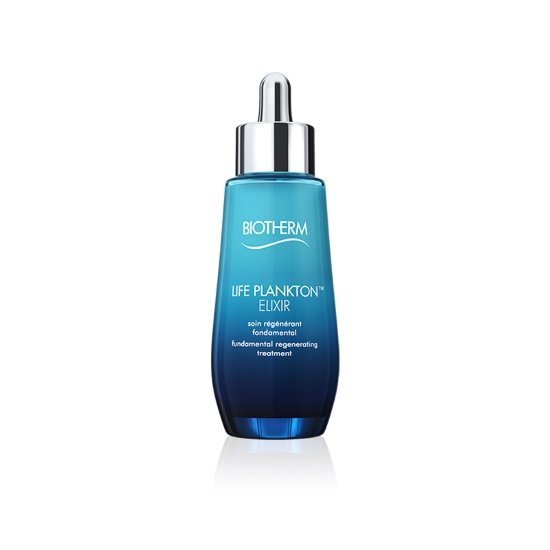 BIOTHERM
LIFE PLANKTON™
ELIXIR
soin régénérant
fondamental
fundamental regenerating
treatment